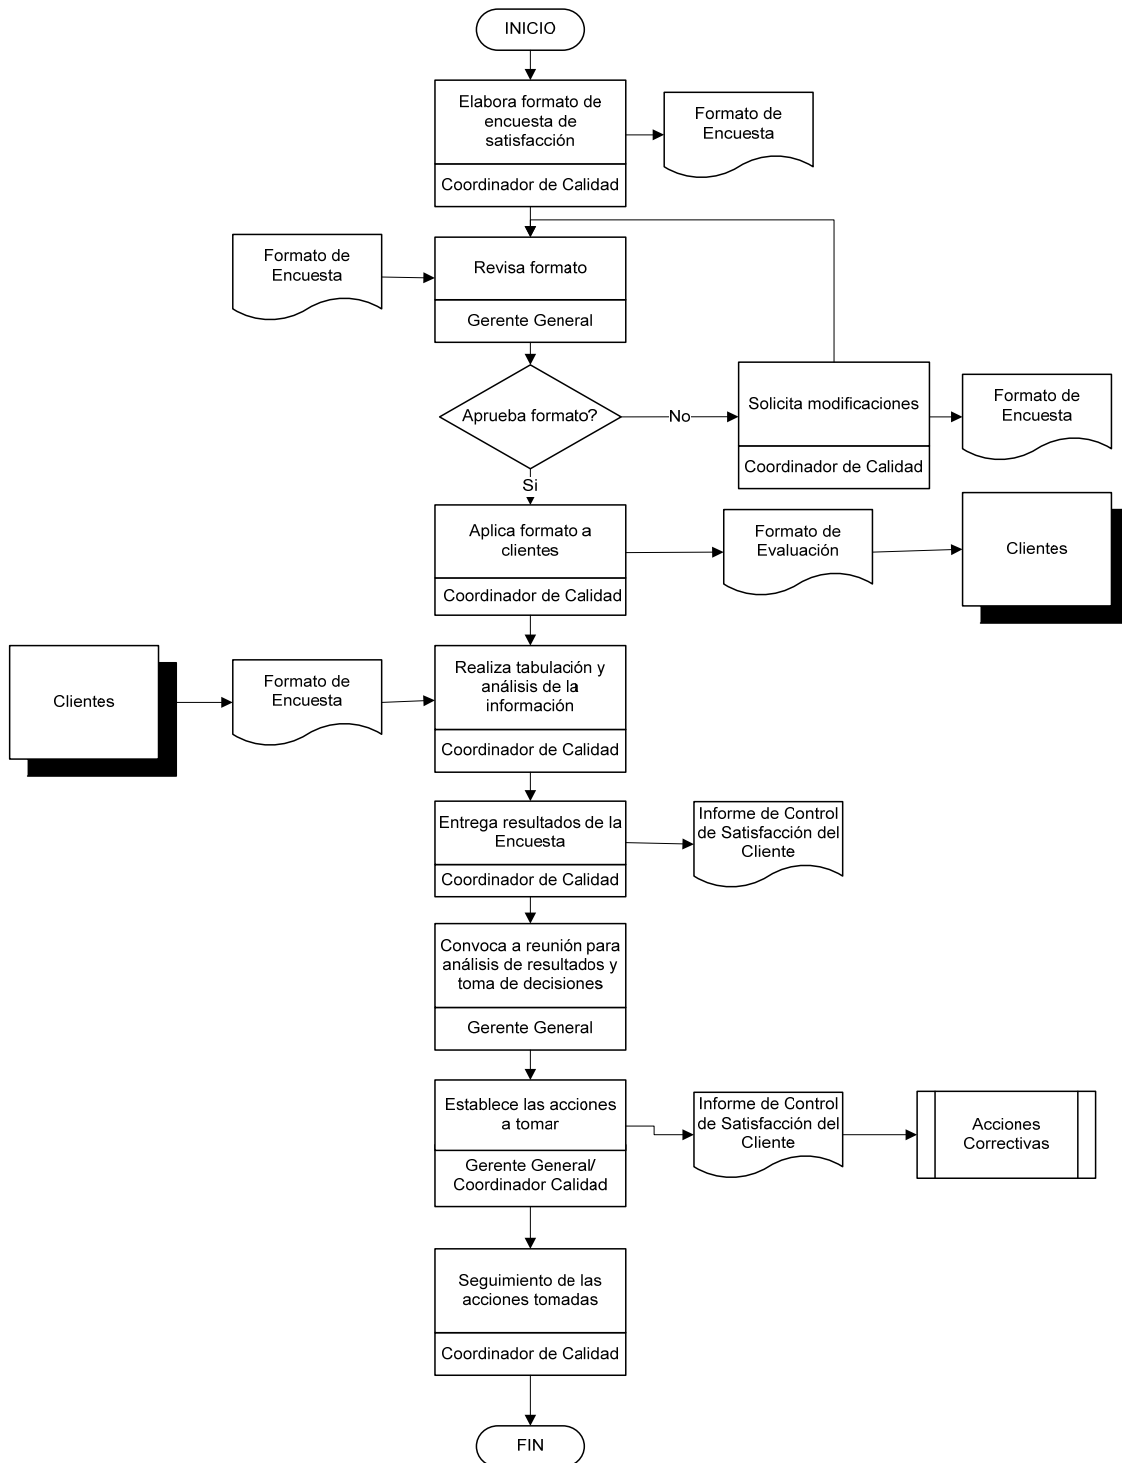 INICIO
Elabora formato de
encuesta de
satisfacción
Coordinador de Calidad
Formato de
Encuesta
Formato de
Encuesta
Revisa formato
Gerente General
Aprueba formato?
No
Solicita modificaciones
Coordinador de Calidad
Formato de
Encuesta
Si
Aplica formato a
clientes
Coordinador de Calidad
Formato de
Evaluación
Clientes
Clientes
Formato de
Encuesta
Realiza tabulación y
análisis de la
información
Coordinador de Calidad
Entrega resultados de la
Encuesta
Coordinador de Calidad
Informe de Control
de Satisfacción del
Cliente
Convoca a reunión para
análisis de resultados y
toma de decisiones
Gerente General
Establece las acciones
a tomar
Gerente General/
Coordinador Calidad
Informe de Control
de Satisfacción del
Cliente
Acciones
Correctivas
Seguimiento de las
acciones tomadas
Coordinador de Calidad
FIN